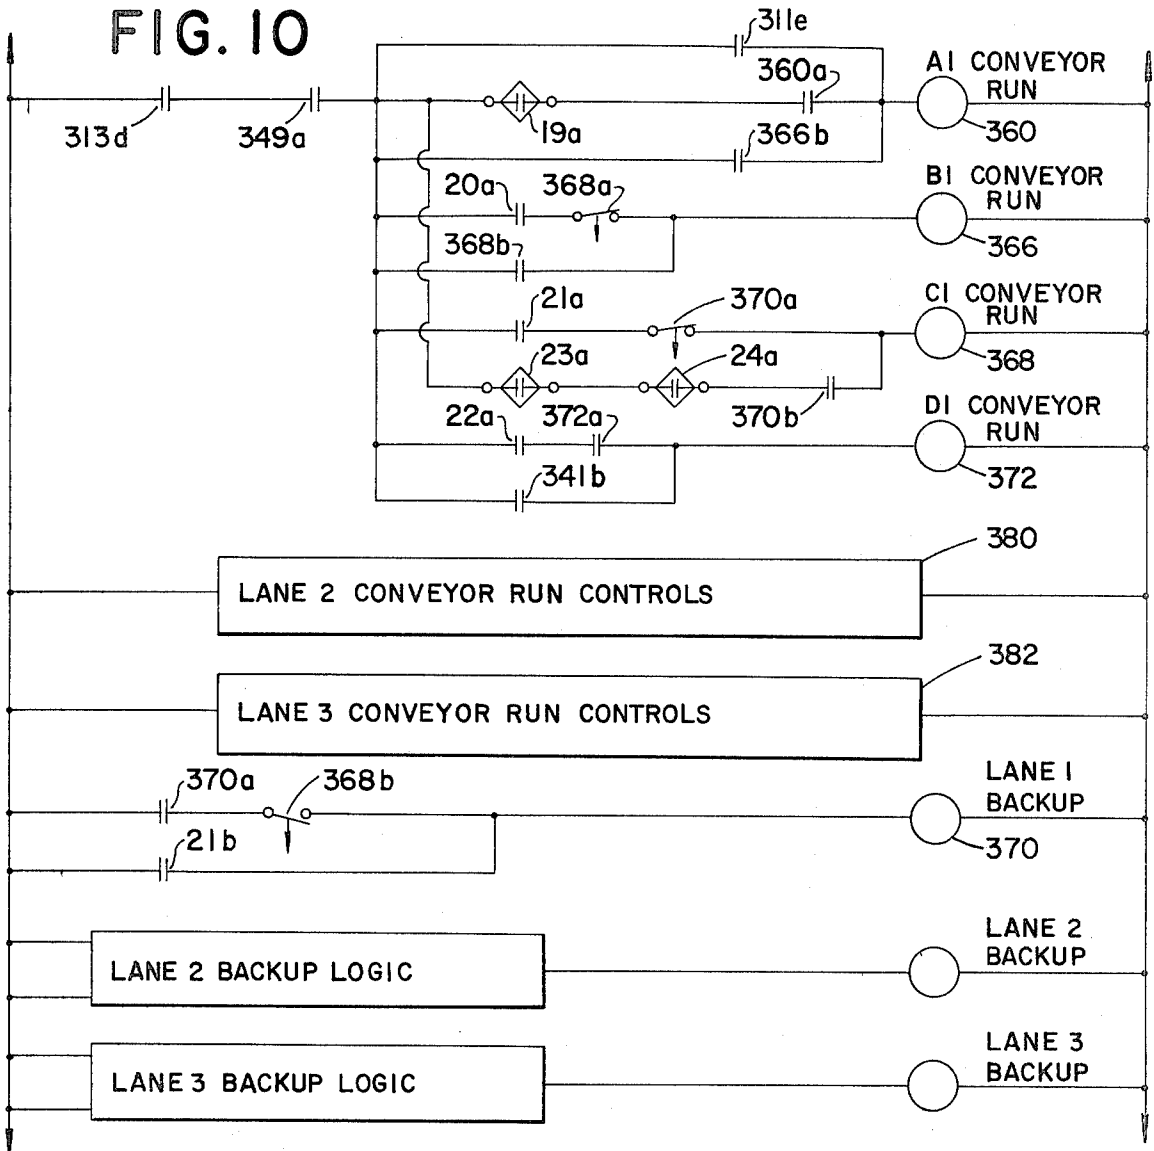 FIG. 10
311e
313d
349a
19a
360a
366b
A1 CONVEYOR
RUN
360
20a
368a
368b
B1 CONVEYOR
RUN
366
21a
370a
C1 CONVEYOR
RUN
368
23a
24a
370b
22a
372a
341b
D1 CONVEYOR
RUN
372
380
LANE 2 CONVEYOR RUN CONTROLS
382
LANE 3 CONVEYOR RUN CONTROLS
370a
368b
21b
LANE 1
BACKUP
370
LANE 2 BACKUP LOGIC
LANE 2
BACKUP
LANE 3 BACKUP LOGIC
LANE 3
BACKUP